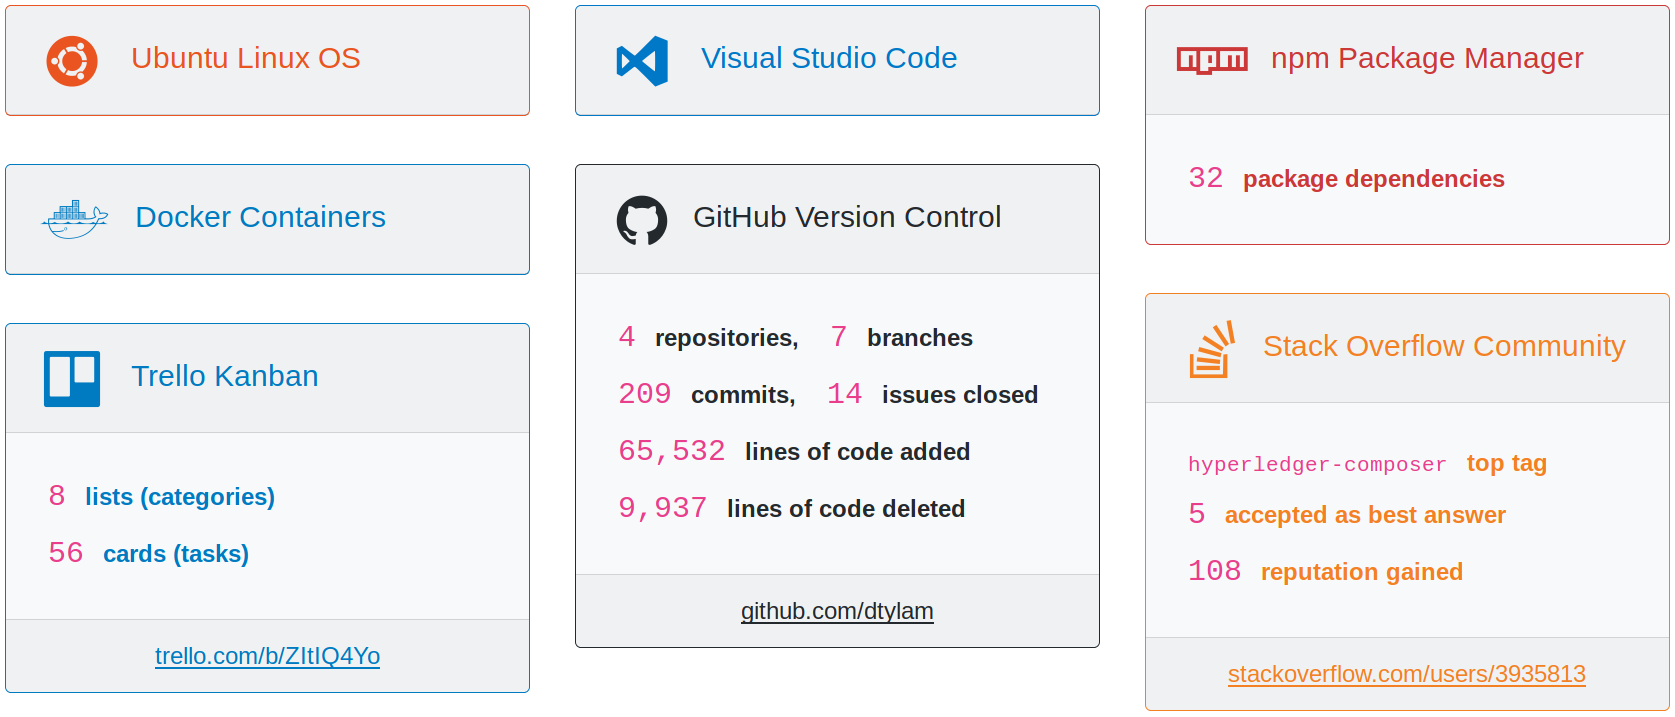 Ubuntu Linux OS
Docker Containers
Trello Kanban
8 lists (categories)
56 cards (tasks)
trello.com/b/ZItIQ4Yo
Visual Studio Code
GitHub Version Control
4 repositories, 7 branches
209 commits, 14 issues closed
65,532 lines of code added
9,937 lines of code deleted
github.com/dtylam
npm npm Package Manager
32 package dependencies
Stack Overflow Community
hyperledger-composer top tag
5 accepted as best answer
108 reputation gained
stackoverflow.com/users/3935813